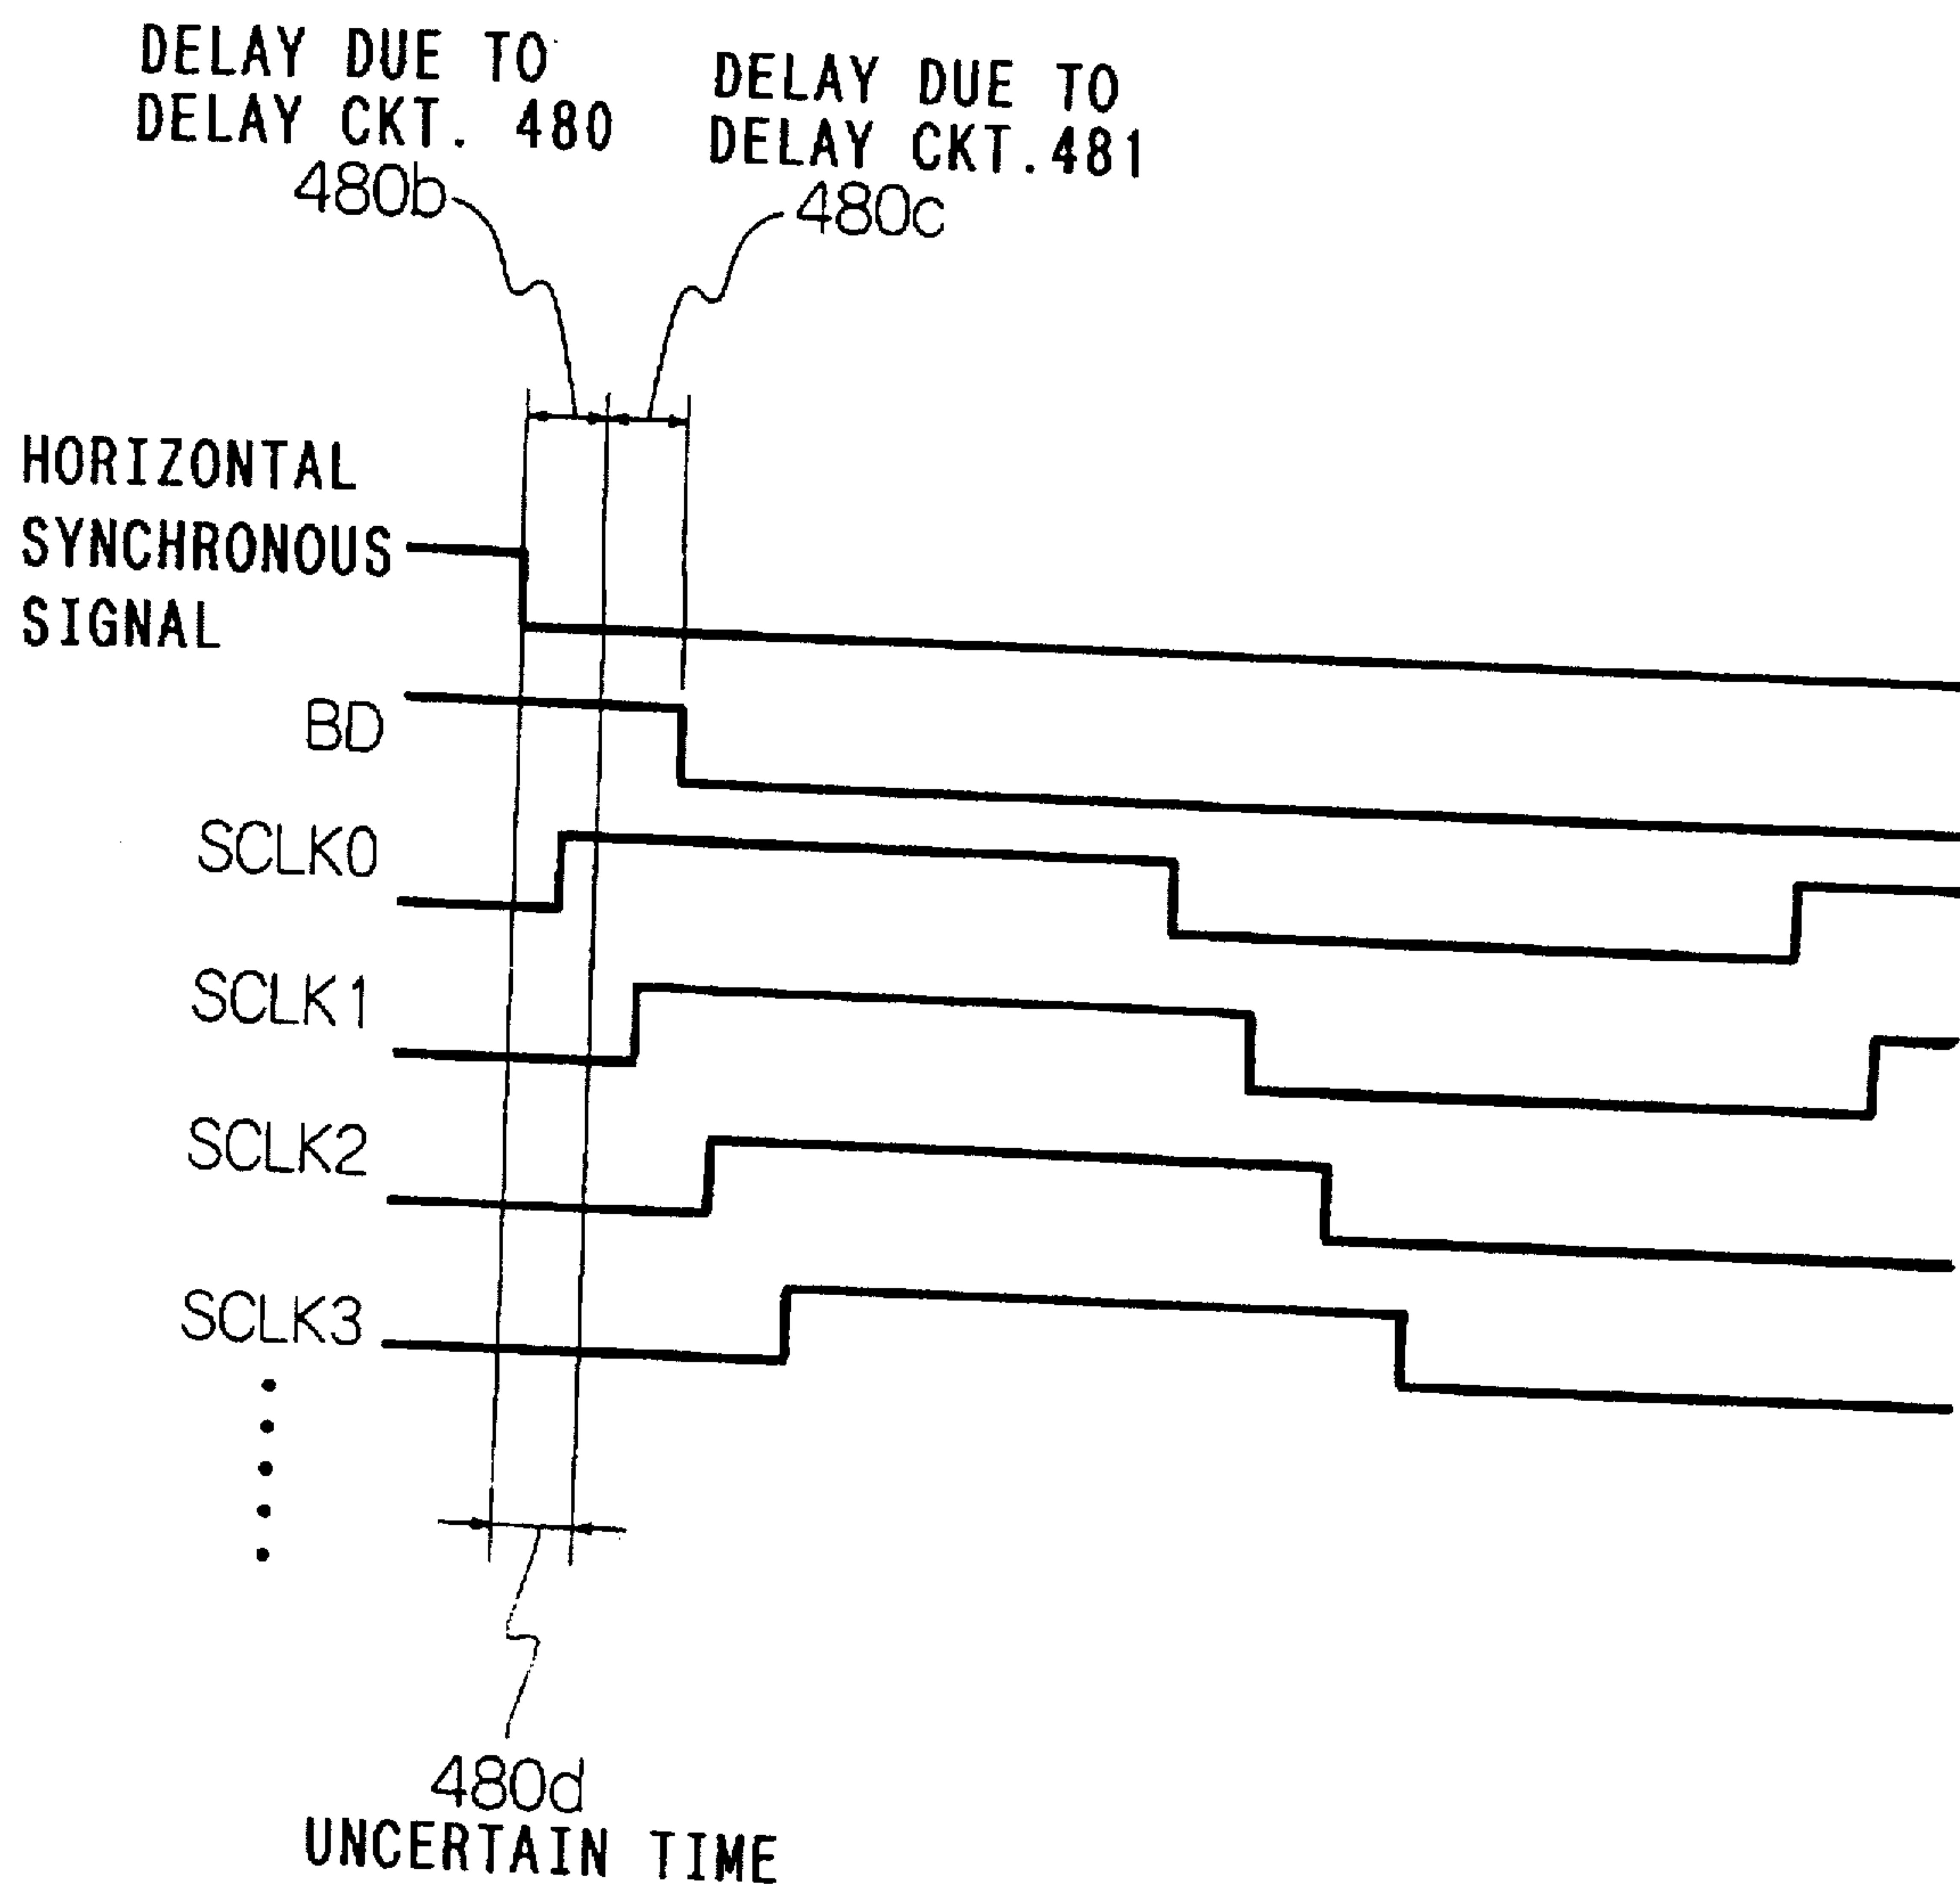 DELAY DUE TO
DELAY CKT. 480
480b
DELAY DUE TO
DELAY CKT.481
480c
HORIZONTAL
SYNCHRONOUS
SIGNAL
BD
SCLK0
SCLK1
SCLK2
SCLK3
480d
UNCERTAIN TIME